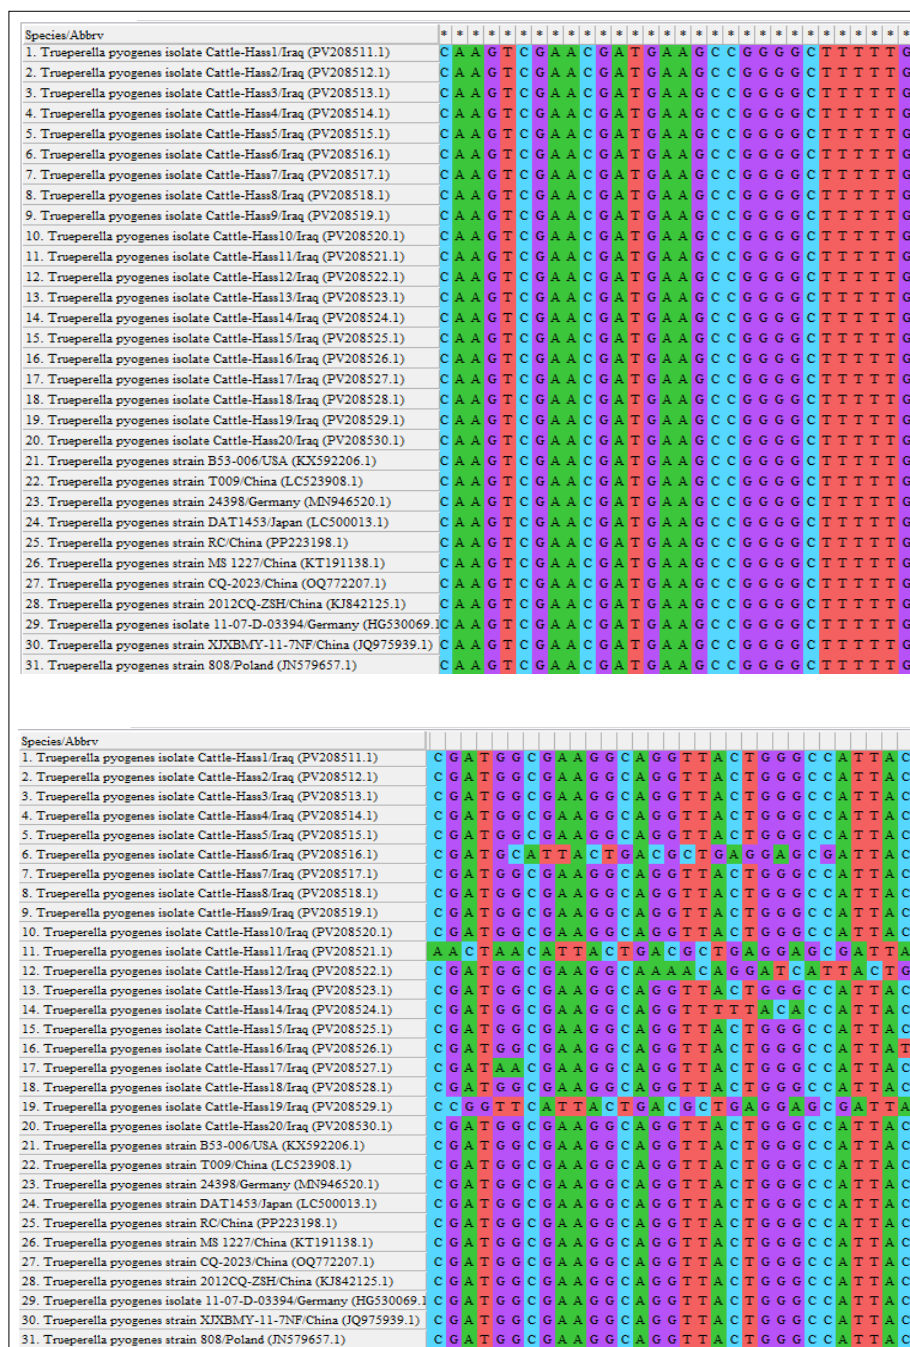 Species/Abbrv * * * * * * * * * * * * * * * * * * * * * * * * * * * * * *
1. Trueperella pyogenes isolate Cattle-Hass1/Iraq (PV208511.1) C A A G T C G A A C G A T G A A G C C G G G G C T T T T T G
2. Trueperella pyogenes isolate Cattle-Hass2/Iraq (PV208512.1) C A A G T C G A A C G A T G A A G C C G G G G C T T T T T G
3. Trueperella pyogenes isolate Cattle-Hass3/Iraq (PV208513.1) C A A G T C G A A C G A T G A A G C C G G G G C T T T T T G
4. Trueperella pyogenes isolate Cattle-Hass4/Iraq (PV208514.1) C A A G T C G A A C G A T G A A G C C G G G G C T T T T T G
5. Trueperella pyogenes isolate Cattle-Hass5/Iraq (PV208515.1) C A A G T C G A A C G A T G A A G C C G G G G C T T T T T G
6. Trueperella pyogenes isolate Cattle-Hass6/Iraq (PV208516.1) C A A G T C G A A C G A T G A A G C C G G G G C T T T T T G
7. Trueperella pyogenes isolate Cattle-Hass7/Iraq (PV208517.1) C A A G T C G A A C G A T G A A G C C G G G G C T T T T T G
8. Trueperella pyogenes isolate Cattle-Hass8/Iraq (PV208518.1) C A A G T C G A A C G A T G A A G C C G G G G C T T T T T G
9. Trueperella pyogenes isolate Cattle-Hass9/Iraq (PV208519.1) C A A G T C G A A C G A T G A A G C C G G G G C T T T T T G
10. Trueperella pyogenes isolate Cattle-Hass10/Iraq (PV208520.1) C A A G T C G A A C G A T G A A G C C G G G G C T T T T T G
11. Trueperella pyogenes isolate Cattle-Hass11/Iraq (PV208521.1) C A A G T C G A A C G A T G A A G C C G G G G C T T T T T G
12. Trueperella pyogenes isolate Cattle-Hass12/Iraq (PV208522.1) C A A G T C G A A C G A T G A A G C C G G G G C T T T T T G
13. Trueperella pyogenes isolate Cattle-Hass13/Iraq (PV208523.1) C A A G T C G A A C G A T G A A G C C G G G G C T T T T T G
14. Trueperella pyogenes isolate Cattle-Hass14/Iraq (PV208524.1) C A A G T C G A A C G A T G A A G C C G G G G C T T T T T G
15. Trueperella pyogenes isolate Cattle-Hass15/Iraq (PV208525.1) C A A G T C G A A C G A T G A A G C C G G G G C T T T T T G
16. Trueperella pyogenes isolate Cattle-Hass16/Iraq (PV208526.1) C A A G T C G A A C G A T G A A G C C G G G G C T T T T T G
17. Trueperella pyogenes isolate Cattle-Hass17/Iraq (PV208527.1) C A A G T C G A A C G A T G A A G C C G G G G C T T T T T G
18. Trueperella pyogenes isolate Cattle-Hass18/Iraq (PV208528.1) C A A G T C G A A C G A T G A A G C C G G G G C T T T T T G
19. Trueperella pyogenes isolate Cattle-Hass19/Iraq (PV208529.1) C A A G T C G A A C G A T G A A G C C G G G G C T T T T T G
20. Trueperella pyogenes isolate Cattle-Hass20/Iraq (PV208530.1) C A A G T C G A A C G A T G A A G C C G G G G C T T T T T G
21. Trueperella pyogenes strain B53-006/USA (KX592206.1) C A A G T C G A A C G A T G A A G C C G G G G C T T T T T G
22. Trueperella pyogenes strain T009/China (LC523908.1) C A A G T C G A A C G A T G A A G C C G G G G C T T T T T G
23. Trueperella pyogenes strain 24398/Germany (MN946520.1) C A A G T C G A A C G A T G A A G C C G G G G C T T T T T G
24. Trueperella pyogenes strain DAT1453/Japan (LC500013.1) C A A G T C G A A C G A T G A A G C C G G G G C T T T T T G
25. Trueperella pyogenes strain RC/China (PP223198.1) C A A G T C G A A C G A T G A A G C C G G G G C T T T T T G
26. Trueperella pyogenes strain MS 1227/China (KT191138.1) C A A G T C G A A C G A T G A A G C C G G G G C T T T T T G
27. Trueperella pyogenes strain CQ-2023/China (OQ772207.1) C A A G T C G A A C G A T G A A G C C G G G G C T T T T T G
28. Trueperella pyogenes strain 2012CQ-ZSH/China (KJ842125.1) C A A G T C G A A C G A T G A A G C C G G G G C T T T T T G
29. Trueperella pyogenes isolate 11-07-D-03394/Germany (HG530069.1 C A A G T C G A A C G A T G A A G C C G G G G C T T T T T G
30. Trueperella pyogenes strain XJXBMY-11-7NF/China (JQ975939.1) C A A G T C G A A C G A T G A A G C C G G G G C T T T T T G
31. Trueperella pyogenes strain 808/Poland (JN579657.1) C A A G T C G A A C G A T G A A G C C G G G G C T T T T T G
Species/Abbrv
1. Trueperella pyogenes isolate Cattle-Hass1/Iraq (PV208511.1) C G A T G G C G A A G G C A G G T T A C T G G G C C A T T A C
2. Trueperella pyogenes isolate Cattle-Hass2/Iraq (PV208512.1) C G A T G G C G A A G G C A G G T T A C T G G G C C A T T A C
3. Trueperella pyogenes isolate Cattle-Hass3/Iraq (PV208513.1) C G A T G G C G A A G G C A G G T T A C T G G G C C A T T A C
4. Trueperella pyogenes isolate Cattle-Hass4/Iraq (PV208514.1) C G A T G G C G A A G G C A G G T T A C T G G G C C A T T A C
5. Trueperella pyogenes isolate Cattle-Hass5/Iraq (PV208515.1) C G A T G G C G A A G G C A G G T T A C T G G G C C A T T A C
6. Trueperella pyogenes isolate Cattle-Hass6/Iraq (PV208516.1) C G A T G C A T T A C T G A C G C T G A G G A G C G A T T A C
7. Trueperella pyogenes isolate Cattle-Hass7/Iraq (PV208517.1) C G A T G G C G A A G G C A G G T T A C T G G G C C A T T A C
8. Trueperella pyogenes isolate Cattle-Hass8/Iraq (PV208518.1) C G A T G G C G A A G G C A G G T T A C T G G G C C A T T A C
9. Trueperella pyogenes isolate Cattle-Hass9/Iraq (PV208519.1) C G A T G G C G A A G G C A G G T T A C T G G G C C A T T A C
10. Trueperella pyogenes isolate Cattle-Hass10/Iraq (PV208520.1) C G A T G G C G A A G G C A G G T T A C T G G G C C A T T A C
11. Trueperella pyogenes isolate Cattle-Hass11/Iraq (PV208521.1) A A C T A A C A T T A C T G A C G C T G A G G A G C G A T T A
12. Trueperella pyogenes isolate Cattle-Hass12/Iraq (PV208522.1) C G A T G G C G A A G G C A A A A C A G G A T C A T T A C T G
13. Trueperella pyogenes isolate Cattle-Hass13/Iraq (PV208523.1) C G A T G G C G A A G G C A G G T T A C T G G G C C A T T A C
14. Trueperella pyogenes isolate Cattle-Hass14/Iraq (PV208524.1) C G A T G G C G A A G G C A G G T T T T T A C A C C A T T A C
15. Trueperella pyogenes isolate Cattle-Hass15/Iraq (PV208525.1) C G A T G G C G A A G G C A G G T T A C T G G G C C A T T A C
16. Trueperella pyogenes isolate Cattle-Hass16/Iraq (PV208526.1) C G A T G G C G A A G G C A G G T T A C T G G G C C A T T A T
17. Trueperella pyogenes isolate Cattle-Hass17/Iraq (PV208527.1) C G A T A A C G A A G G C A G G T T A C T G G G C C A T T A C
18. Trueperella pyogenes isolate Cattle-Hass18/Iraq (PV208528.1) C G A T G G C G A A G G C A G G T T A C T G G G C C A T T A C
19. Trueperella pyogenes isolate Cattle-Hass19/Iraq (PV208529.1) C C G G T T C A T T A C T G A C G C T G A G G A G C G A T T A
20. Trueperella pyogenes isolate Cattle-Hass20/Iraq (PV208530.1) C G A T G G C G A A G G C A G G T T A C T G G G C C A T T A C
21. Trueperella pyogenes strain B53-006/USA (KX592206.1) C G A T G G C G A A G G C A G G T T A C T G G G C C A T T A C
22. Trueperella pyogenes strain T009/China (LC523908.1) C G A T G G C G A A G G C A G G T T A C T G G G C C A T T A C
23. Trueperella pyogenes strain 24398/Germany (MN946520.1) C G A T G G C G A A G G C A G G T T A C T G G G C C A T T A C
24. Trueperella pyogenes strain DAT1453/Japan (LC500013.1) C G A T G G C G A A G G C A G G T T A C T G G G C C A T T A C
25. Trueperella pyogenes strain RC/China (PP223198.1) C G A T G G C G A A G G C A G G T T A C T G G G C C A T T A C
26. Trueperella pyogenes strain MS 1227/China (KT191138.1) C G A T G G C G A A G G C A G G T T A C T G G G C C A T T A C
27. Trueperella pyogenes strain CQ-2023/China (OQ772207.1) C G A T G G C G A A G G C A G G T T A C T G G G C C A T T A C
28. Trueperella pyogenes strain 2012CQ-ZSH/China (KJ842125.1) C G A T G G C G A A G G C A G G T T A C T G G G C C A T T A C
29. Trueperella pyogenes isolate 11-07-D-03394/Germany (HG530069.1 C G A T G G C G A A G G C A G G T T A C T G G G C C A T T A C
30. Trueperella pyogenes strain XJXBMY-11-7NF/China (JQ975939.1) C G A T G G C G A A G G C A G G T T A C T G G G C C A T T A C
31. Trueperella pyogenes strain 808/Poland (JN579657.1) C G A T G G C G A A G G C A G G T T A C T G G G C C A T T A C